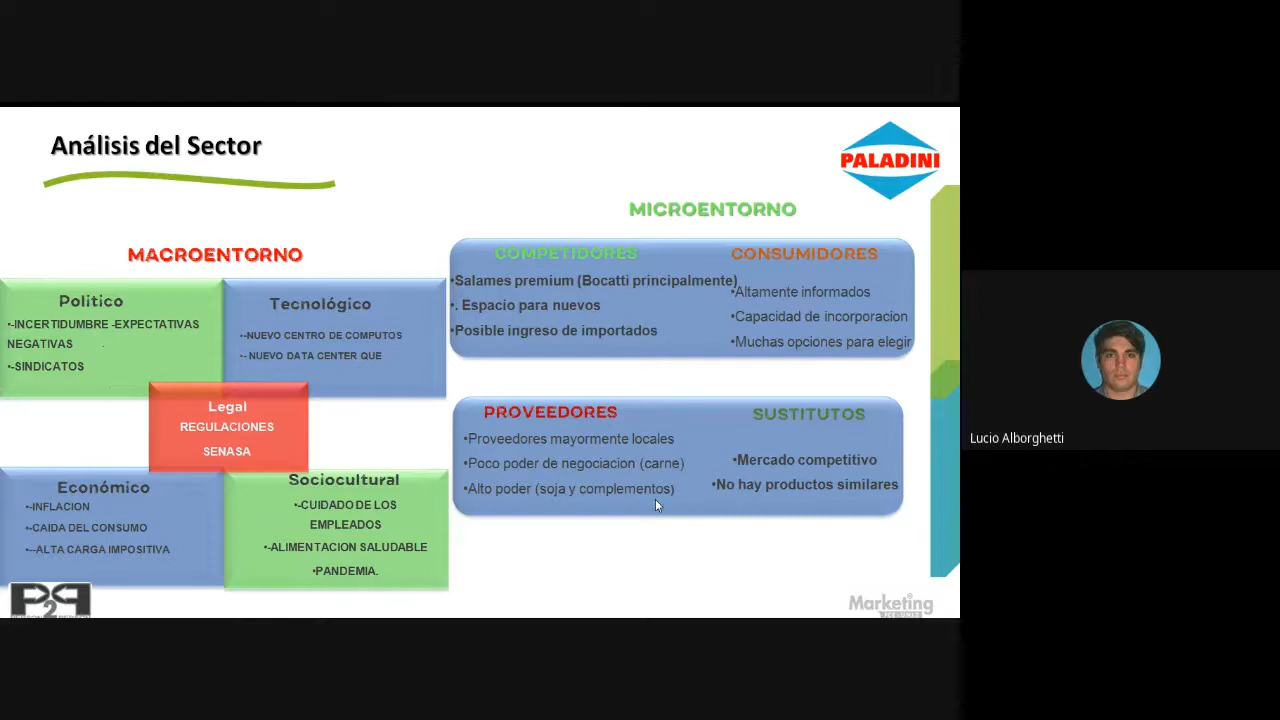 Análisis del Sector
PALADINI
MICROENTORNO
MACROENTORNO
Politico
•-INCERTIDUMBRE -EXPECTATIVAS
NEGATIVAS .
•-SINDICATOS
Tecnológico
•-NUEVO CENTRO DE COMPUTOS
•- NUEVO DATA CENTER QUE
Legal
REGULACIONES
SENASA
Económico
•-INFLACION
•-CAIDA DEL CONSUMO
•--ALTA CARGA IMPOSITIVA
Sociocultural
•-CUIDADO DE LOS
EMPLEADOS
•-ALIMENTACION SALUDABLE
•PANDEMIA.
COMPETIDORES
•Salames premium (Bocatti principalmente)
•. Espacio para nuevos
•Posible ingreso de importados
CONSUMIDORES
•Altamente informados
•Capacidad de incorporacion
•Muchas opciones para elegir
PROVEEDORES
•Proveedores mayormente locales
•Poco poder de negociacion (carne)
•Alto poder (soja y complementos)
SUSTITUTOS
•Mercado competitivo
•No hay productos similares
P2P
Marketing
Lucio Alborghetti